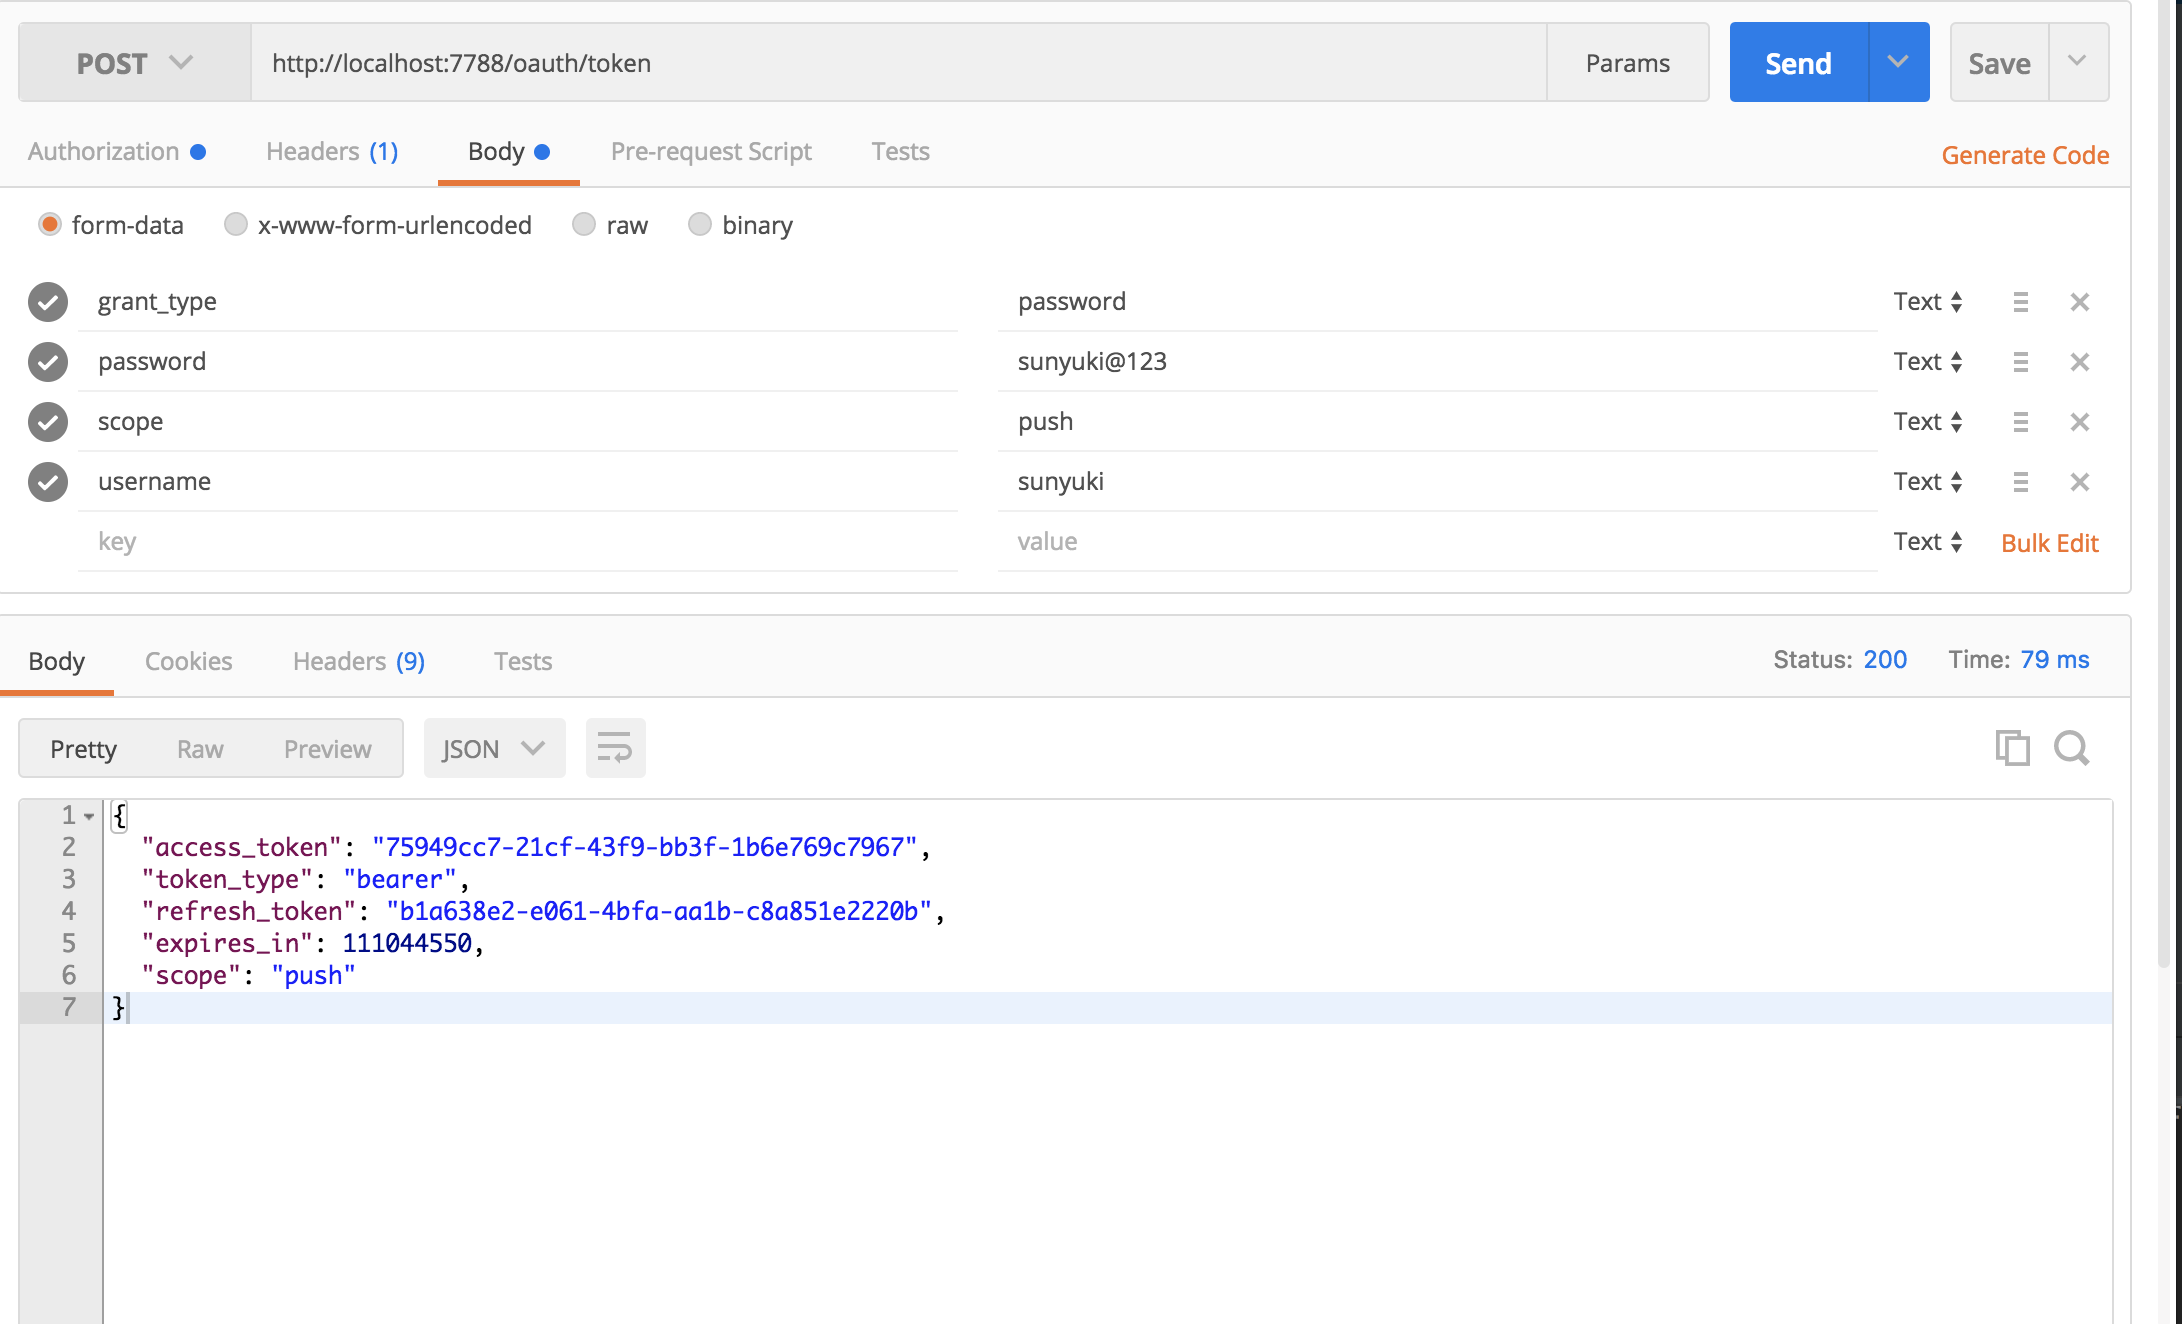 POST http://localhost:7788/oauth/token Params Send Save
Authorization Headers (1) Body Pre-request Script Tests Generate Code
form-data x-www-form-urlencoded raw binary
grant_type password Text
password sunyuki@123 Text
scope push Text
username sunyuki Text
key value Text Bulk Edit
Body Cookies Headers (9) Tests Status: 200 Time: 79 ms
Pretty Raw Preview JSON
1 {
2 "access_token": "75949cc7-21cf-43f9-bb3f-1b6e769c7967",
3 "token_type": "bearer",
4 "refresh_token": "b1a638e2-e061-4bfa-aa1b-c8a851e2220b",
5 "expires_in": 111044550,
6 "scope": "push"
7 }